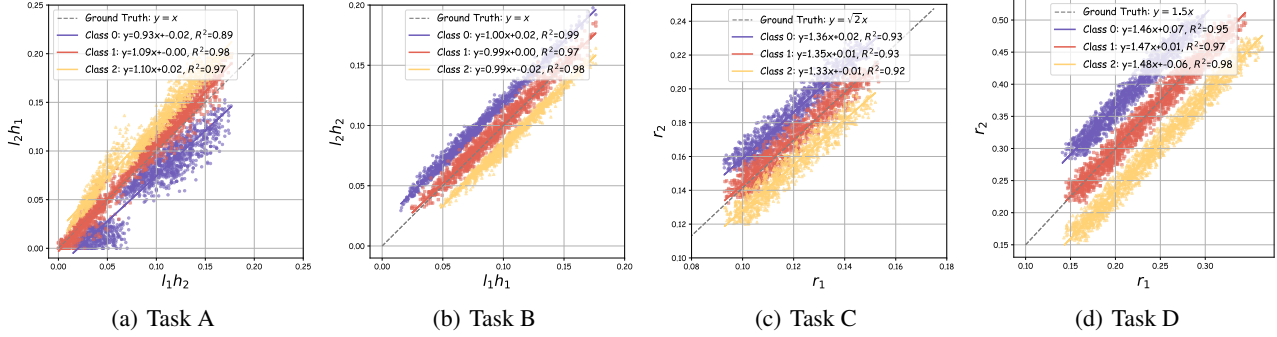 Ground Truth: y = x
Class 0: y=0.93x+-0.02, R²=0.89
Class 1: y=1.09x+-0.00, R²=0.98
Class 2: y=1.10x+0.02, R²=0.97
0.25
0.20
0.15
0.10
0.05
0.00
l₂h₁
0.00 0.05 0.10 0.15 0.20 0.25
l₁h₂
(a) Task A
Ground Truth: y = x
Class 0: y=1.00x+0.02, R²=0.99
Class 1: y=0.99x+0.00, R²=0.97
Class 2: y=0.99x+-0.02, R²=0.98
0.20
0.15
0.10
0.05
0.00
l₂h₂
0.00 0.05 0.10 0.15 0.20
l₁h₁
(b) Task B
Ground Truth: y = √2x
Class 0: y=1.36x+0.02, R²=0.93
Class 1: y=1.35x+0.01, R²=0.93
Class 2: y=1.33x+-0.01, R²=0.92
0.24
0.22
0.20
0.18
0.16
0.14
0.12
0.10
r₂
0.08 0.10 0.12 0.14 0.16 0.18
r₁
(c) Task C
Ground Truth: y = 1.5x
Class 0: y=1.46+0.07, R²=0.95
Class 1: y=1.47x+0.01, R²=0.97
Class 2: y=1.48x+-0.06, R²=0.98
0.50
0.45
0.40
0.35
0.30
0.25
0.20
0.15
r₂
0.10 0.15 0.20 0.25 0.30
r₁
(d) Task D